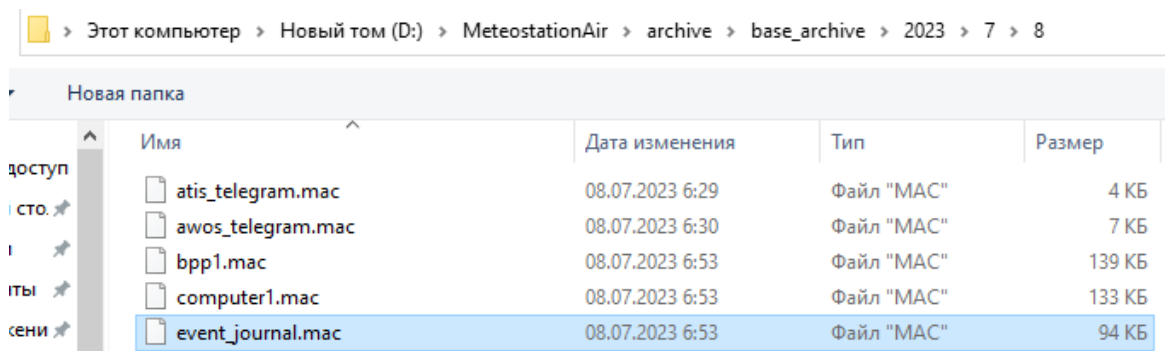 Этот компьютер > Новый том (D:) > MeteostationAir > archive > base_archive > 2023 > 7 > 8
Новая папка
Имя Дата изменения Тип Размер
доступ
atis_telegram.mac 08.07.2023 6:29 Файл "MAC" 4 КБ
сто.
awos_telegram.mac 08.07.2023 6:30 Файл "MAC" 7 КБ
bpp1.mac 08.07.2023 6:53 Файл "MAC" 139 КБ
computer1.mac 08.07.2023 6:53 Файл "MAC" 133 КБ
event_journal.mac 08.07.2023 6:53 Файл "MAC" 94 КБ